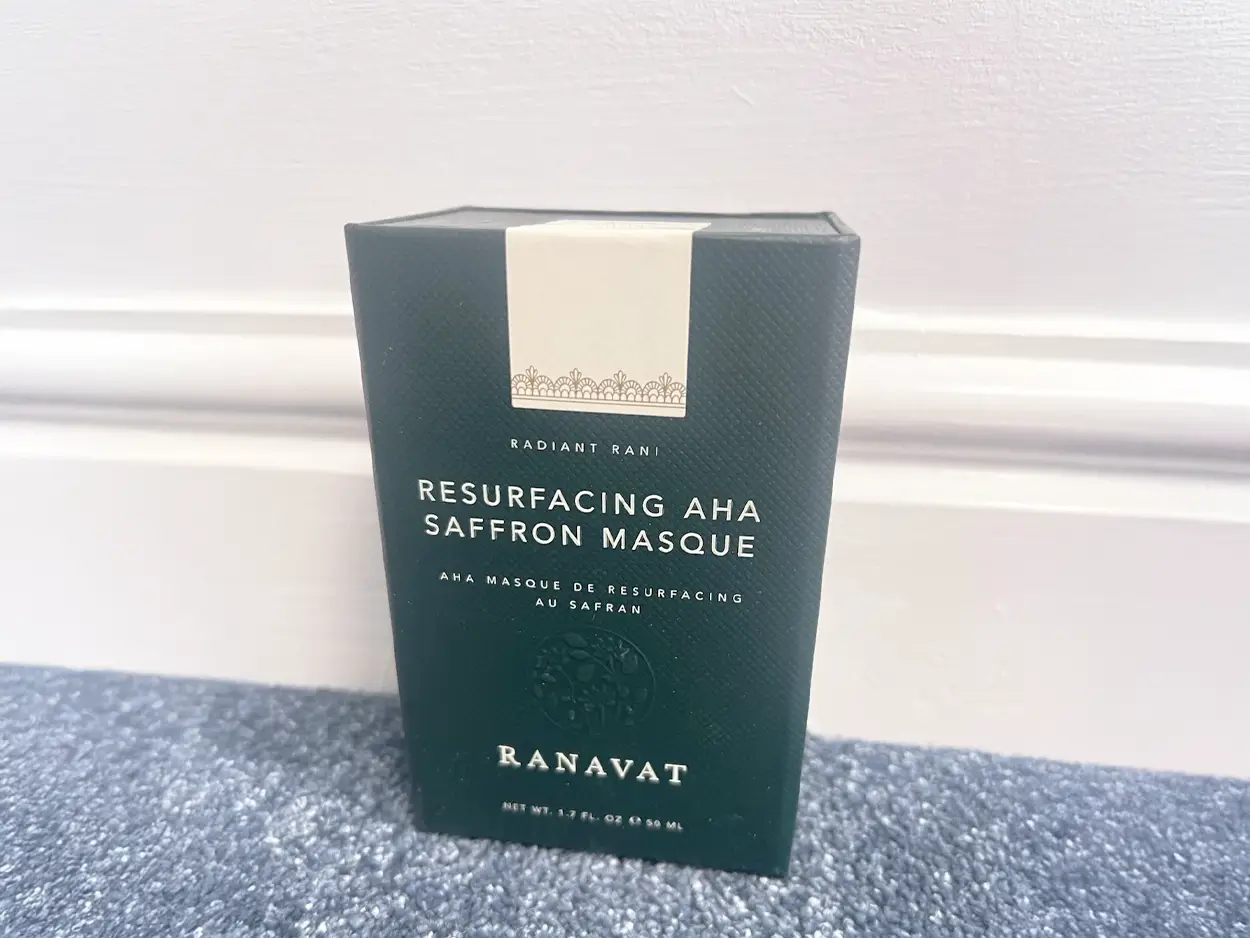 RADIANT RANI
RESURFACING AHA
SAFFRON MASQUE
AHA MASQUE DE RESURFACING
AU SAFRAN
RANAVAT
NET WT. 1.7 FL. OZ ℮ 50 ML